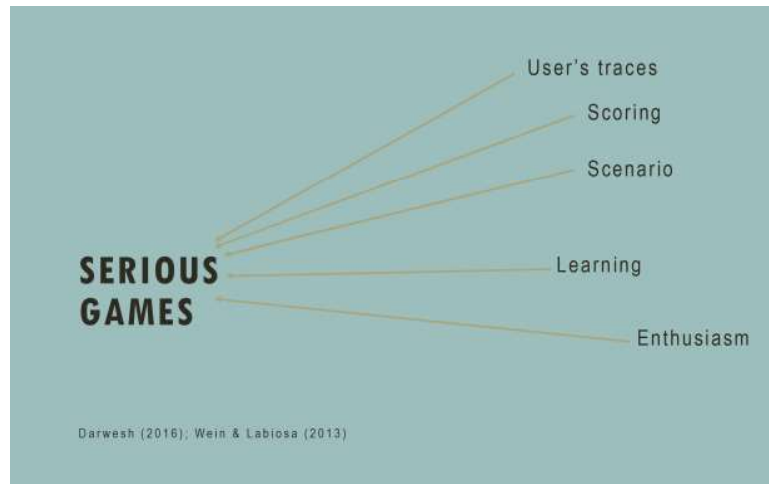 User's traces
Scoring
Scenario
Learning
Enthusiasm
SERIOUS
GAMES
Darwesh (2016); Wein & Labiosa (2013)